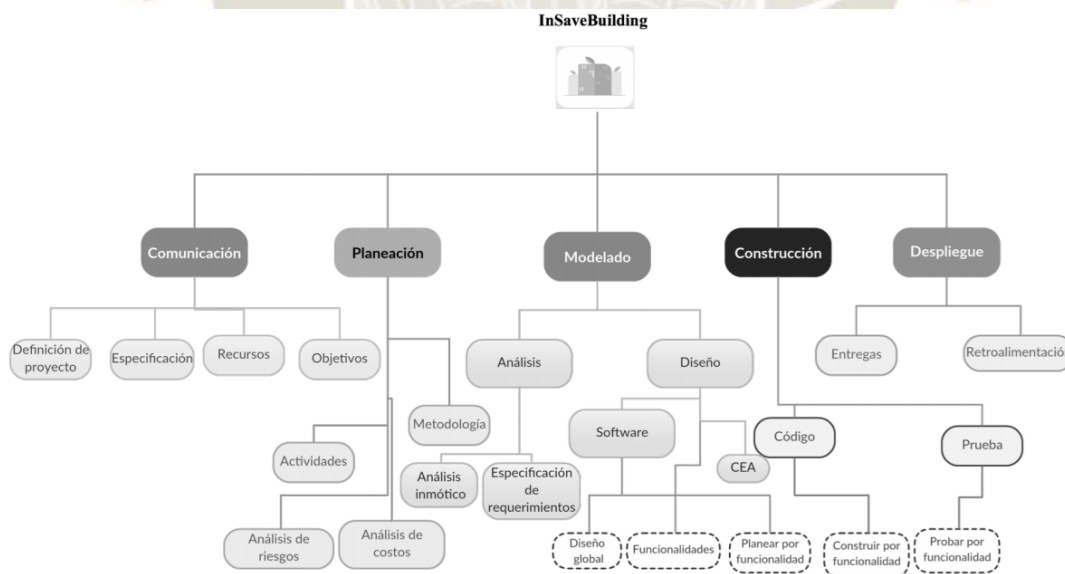 InSaveBuilding
Comunicación
Planeación
Modelado
Construcción
Despliegue
Definición de
proyecto
Especificación
Recursos
Objetivos
Análisis
Diseño
Entregas
Retroalimentación
Metodología
Actividades
Software
Código
Prueba
Análisis
inmótico
Especificación
de
requerimientos
CEA
Análisis de
riesgos
Análisis de
costos
Diseño
global
Funcionalidades
Planear por
funcionalidad
Construir por
funcionalidad
Probar por
funcionalidad